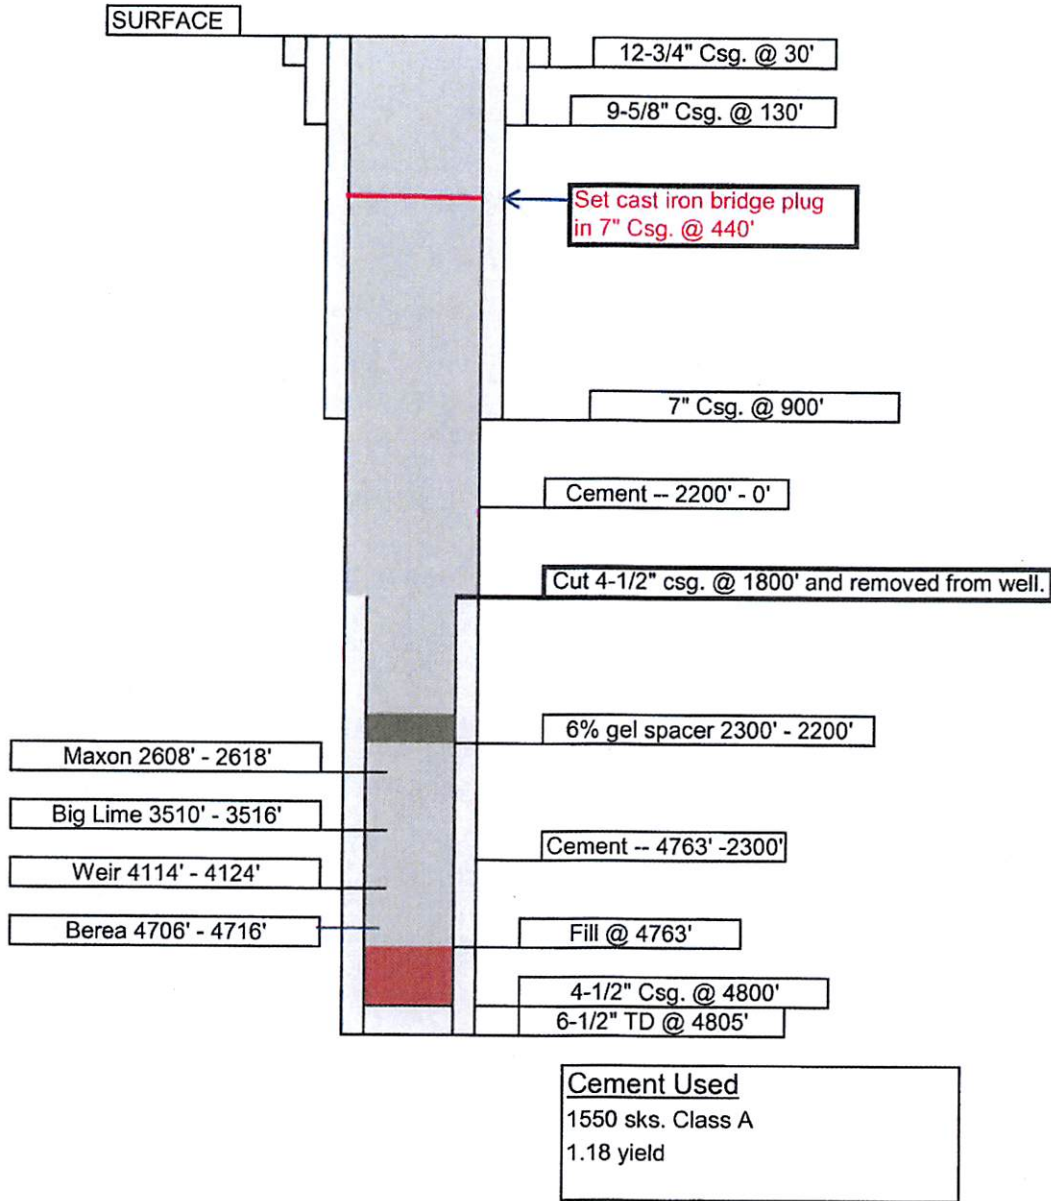 SURFACE
12-3/4" Csg. @ 30'
9-5/8" Csg. @ 130'
Set cast iron bridge plug
in 7" Csg. @ 440'
7" Csg. @ 900'
Cement -- 2200' - 0'
Cut 4-1/2" csg. @ 1800' and removed from well.
6% gel spacer 2300' - 2200'
Maxon 2608' - 2618'
Big Lime 3510' - 3516'
Cement -- 4763' -2300'
Weir 4114' - 4124'
Berea 4706' - 4716'
Fill @ 4763'
4-1/2" Csg. @ 4800'
6-1/2" TD @ 4805'
Cement Used
1550 sks. Class A
1.18 yield